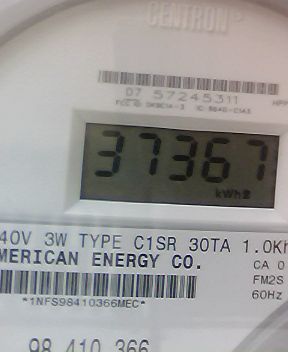 CENTRON
07 57245311
37367
kWh
40V 3W TYPE C1SR 30TA 1.0Kh
MERICAN ENERGY CO.
CA 0
FM2S
60Hz
*1NFS98410366MEC*
98 410 366